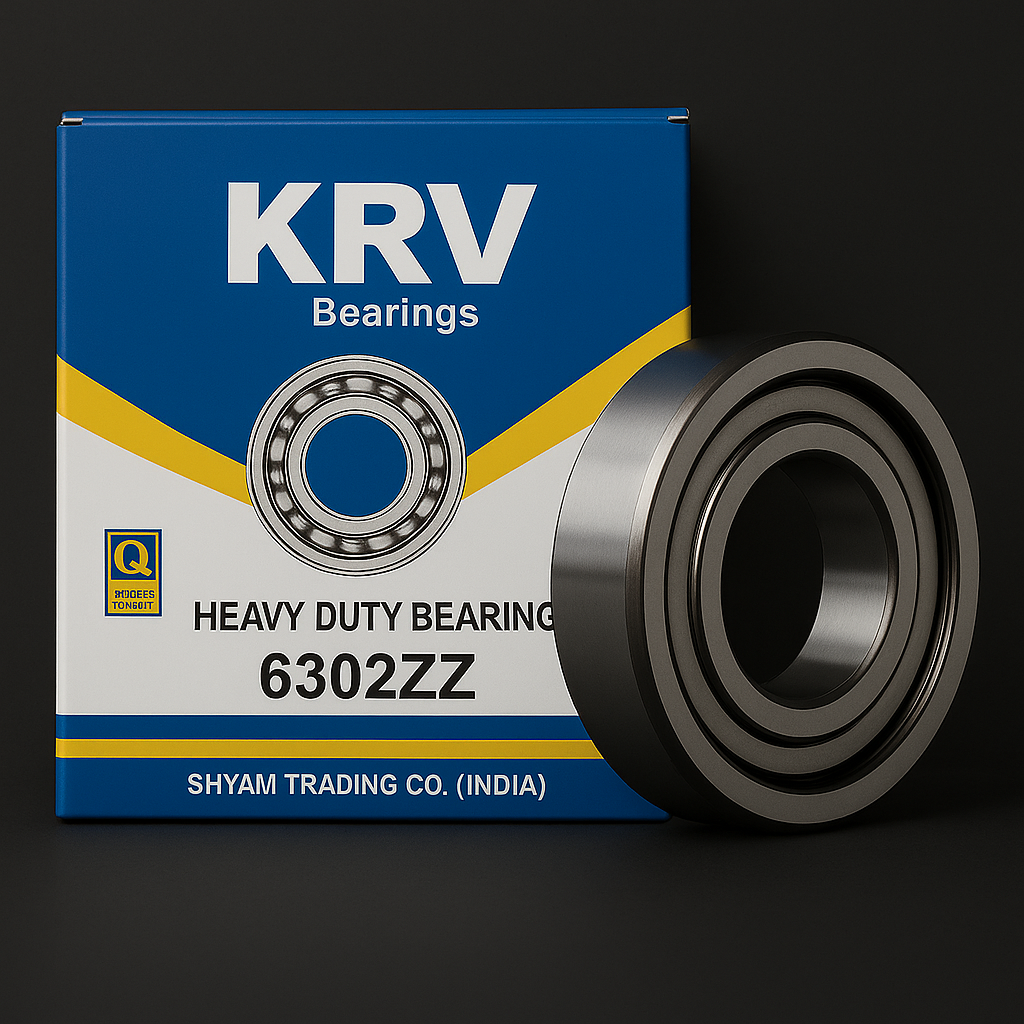 KRV
Bearings
Q
HEAVY DUTY BEARING
6302ZZ
SHYAM TRADING CO. (INDIA)